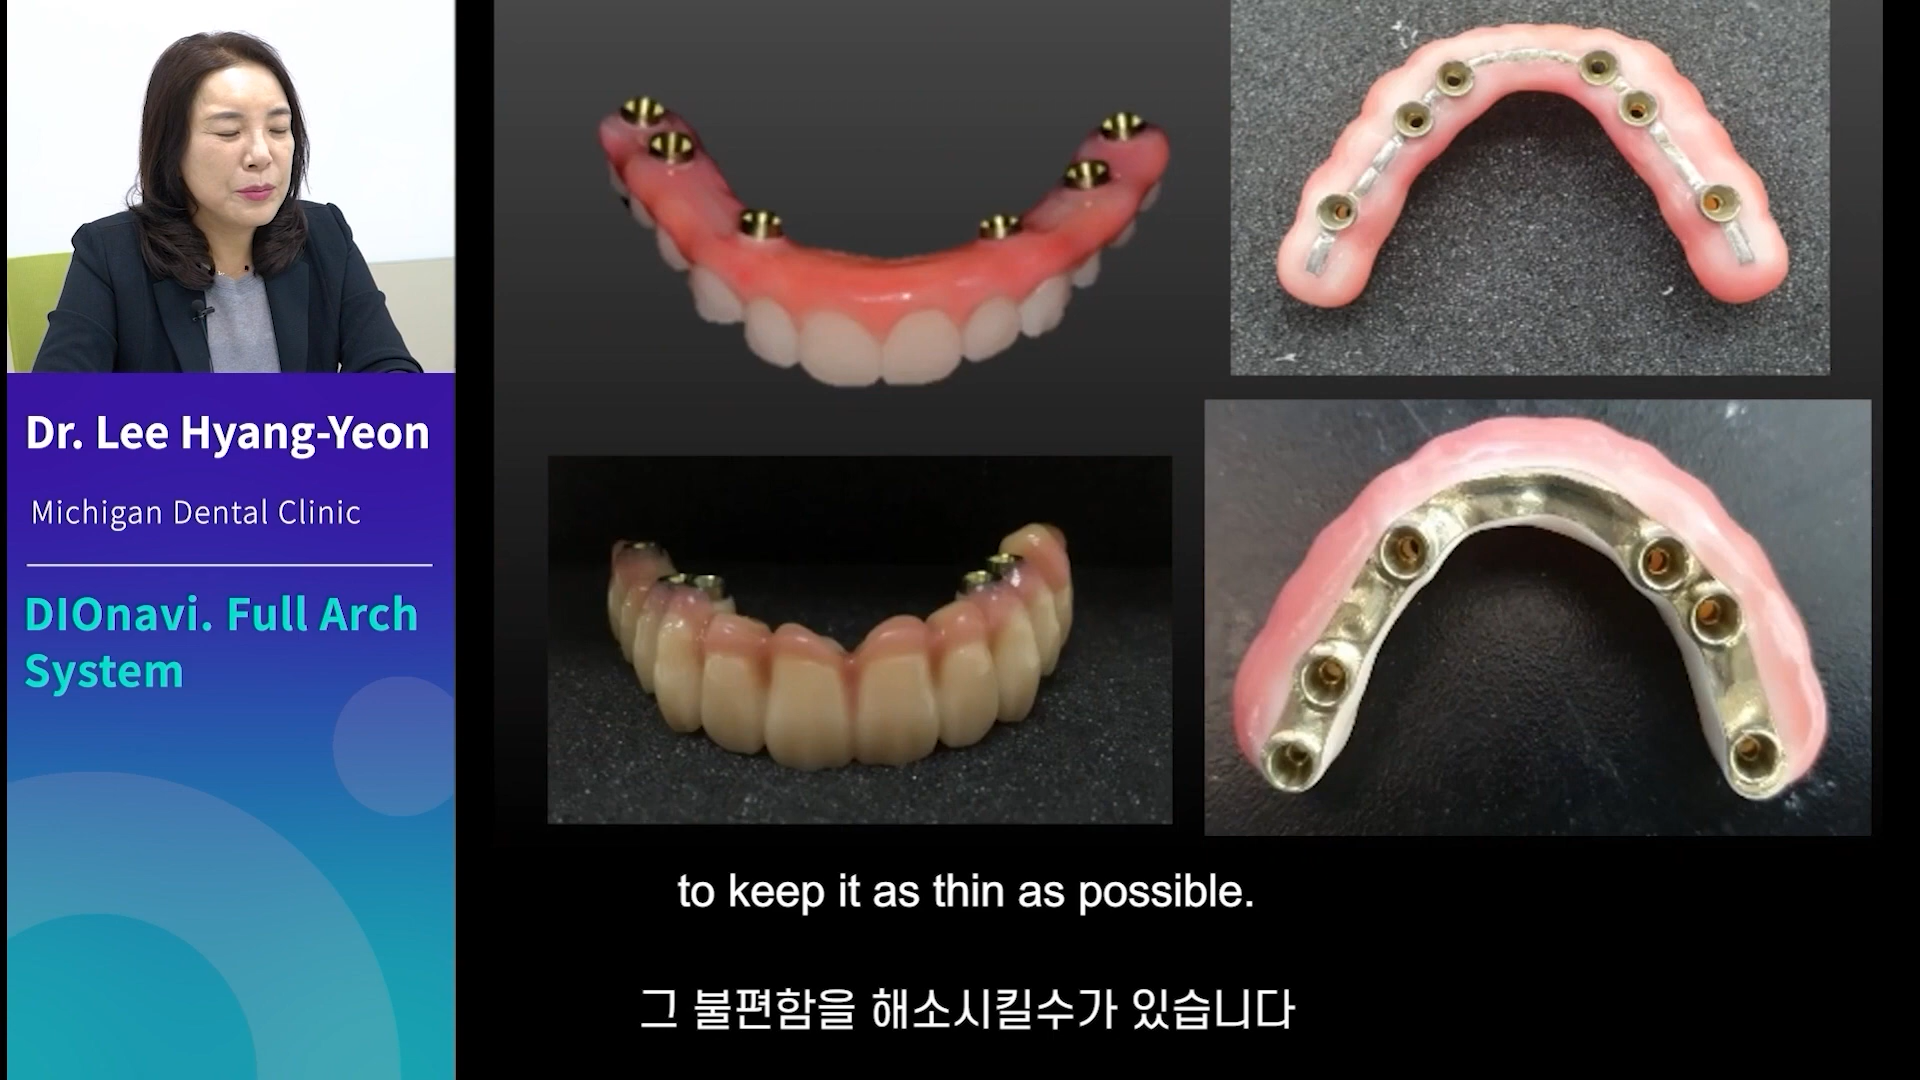 Dr. Lee Hyang-Yeon
Michigan Dental Clinic
DIOnavi. Full Arch
System
to keep it as thin as possible.
그 불편함을 해소시킬수가 있습니다